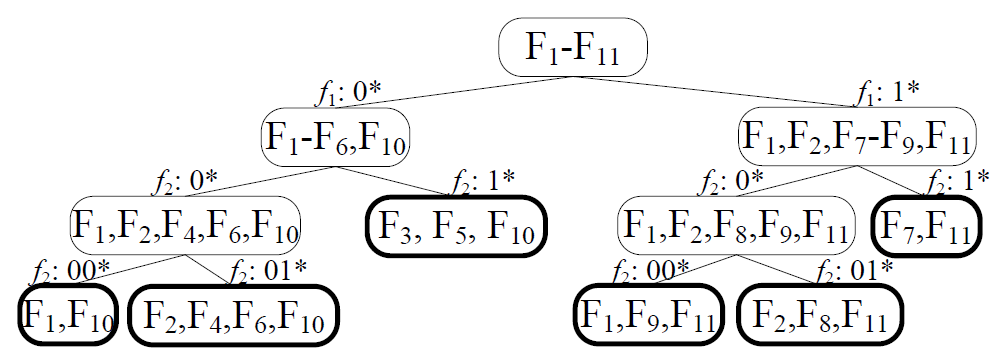 F₁-F₁₁
f₁: 0* f₁: 1*
F₁-F₆,F₁₀ F₁,F₂,F₇-F₉,F₁₁
f₂: 0* f₂: 1* f₂: 0* f₂: 1*
F₁,F₂,F₄,F₆,F₁₀ F₃, F₅, F₁₀ F₁,F₂,F₈,F₉,F₁₁ F₇,F₁₁
f₂: 00* f₂: 01* f₂: 00* f₂: 01*
F₁,F₁₀ F₂,F₄,F₆,F₁₀ F₁,F₉,F₁₁ F₂,F₈,F₁₁